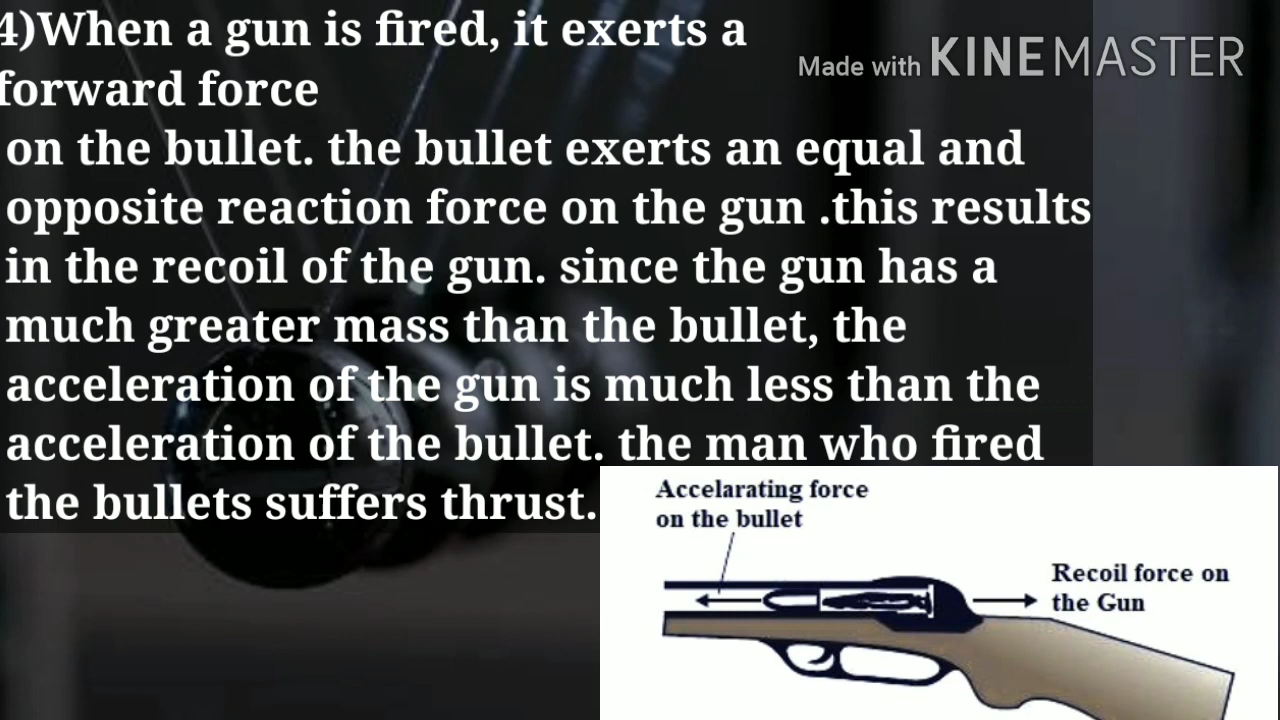 4)When a gun is fired, it exerts a
forward force
on the bullet. the bullet exerts an equal and
opposite reaction force on the gun .this results
in the recoil of the gun. since the gun has a
much greater mass than the bullet, the
acceleration of the gun is much less than the
acceleration of the bullet. the man who fired
the bullets suffers thrust.
Made with KINEMASTER
Accelarating force
on the bullet
Recoil force on
the Gun